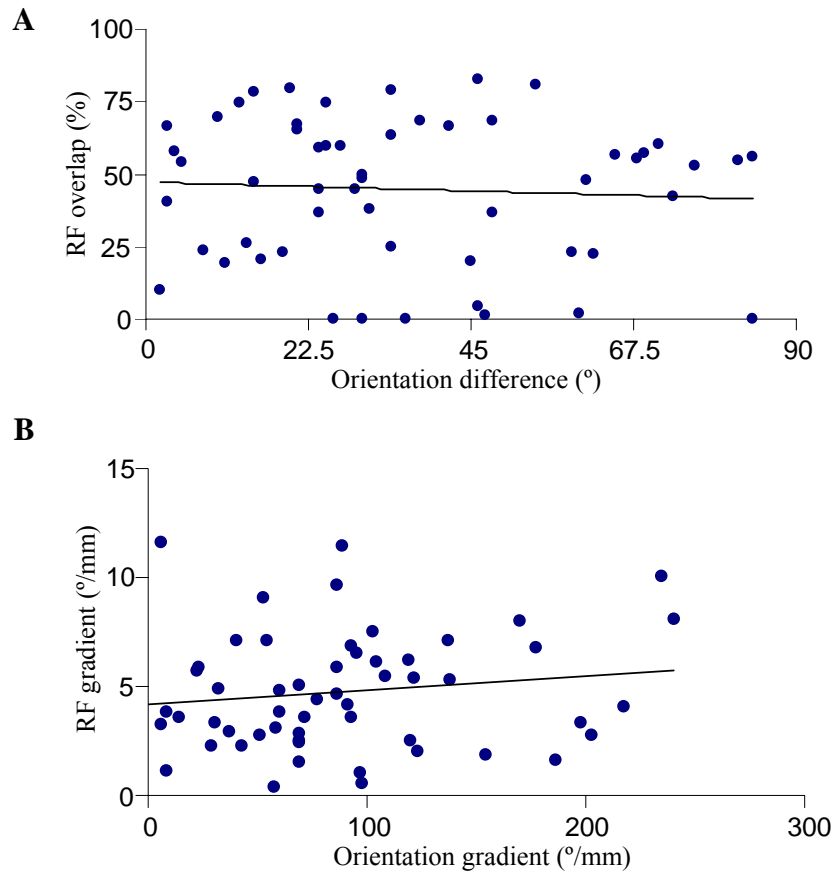 A
RF overlap (%)
100
75
50
25
0
0 22.5 45 67.5 90
Orientation difference (º)
B
RF gradient (º/mm)
15
10
5
0
0 100 200 300
Orientation gradient (º/mm)